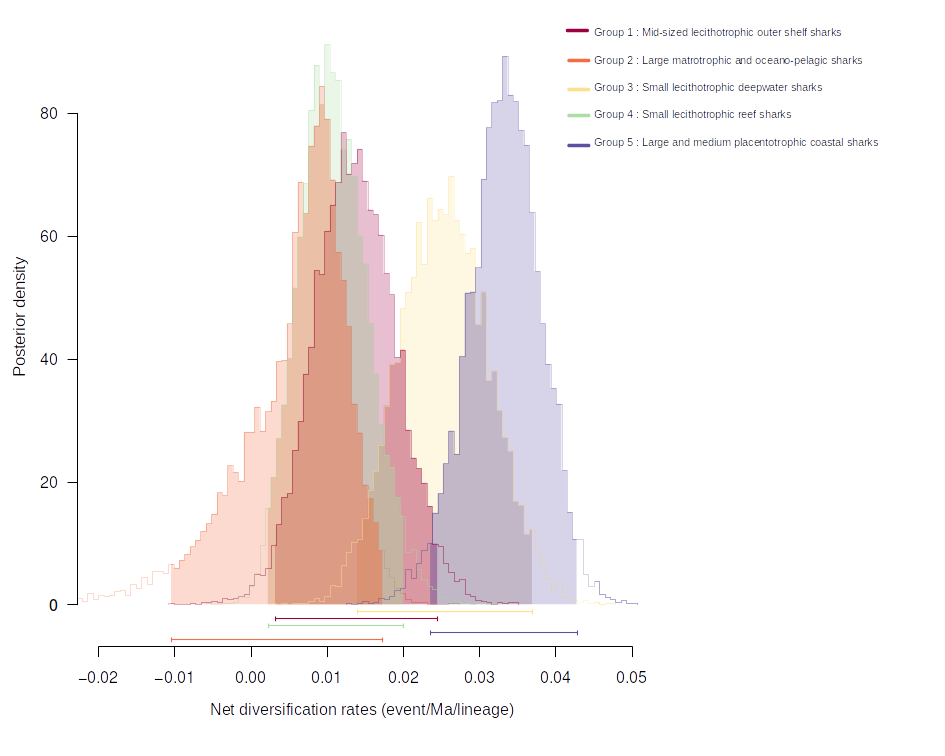 Group 1 : Mid-sized lecithotrophic outer shelf sharks
Group 2 : Large matrotrophic and oceano-pelagic sharks
Group 3 : Small lecithotrophic deepwater sharks
Group 4 : Small lecithotrophic reef sharks
Group 5 : Large and medium placentotrophic coastal sharks
Posterior density
80
60
40
20
0
−0.02 −0.01 0.00 0.01 0.02 0.03 0.04 0.05
Net diversification rates (event/Ma/lineage)